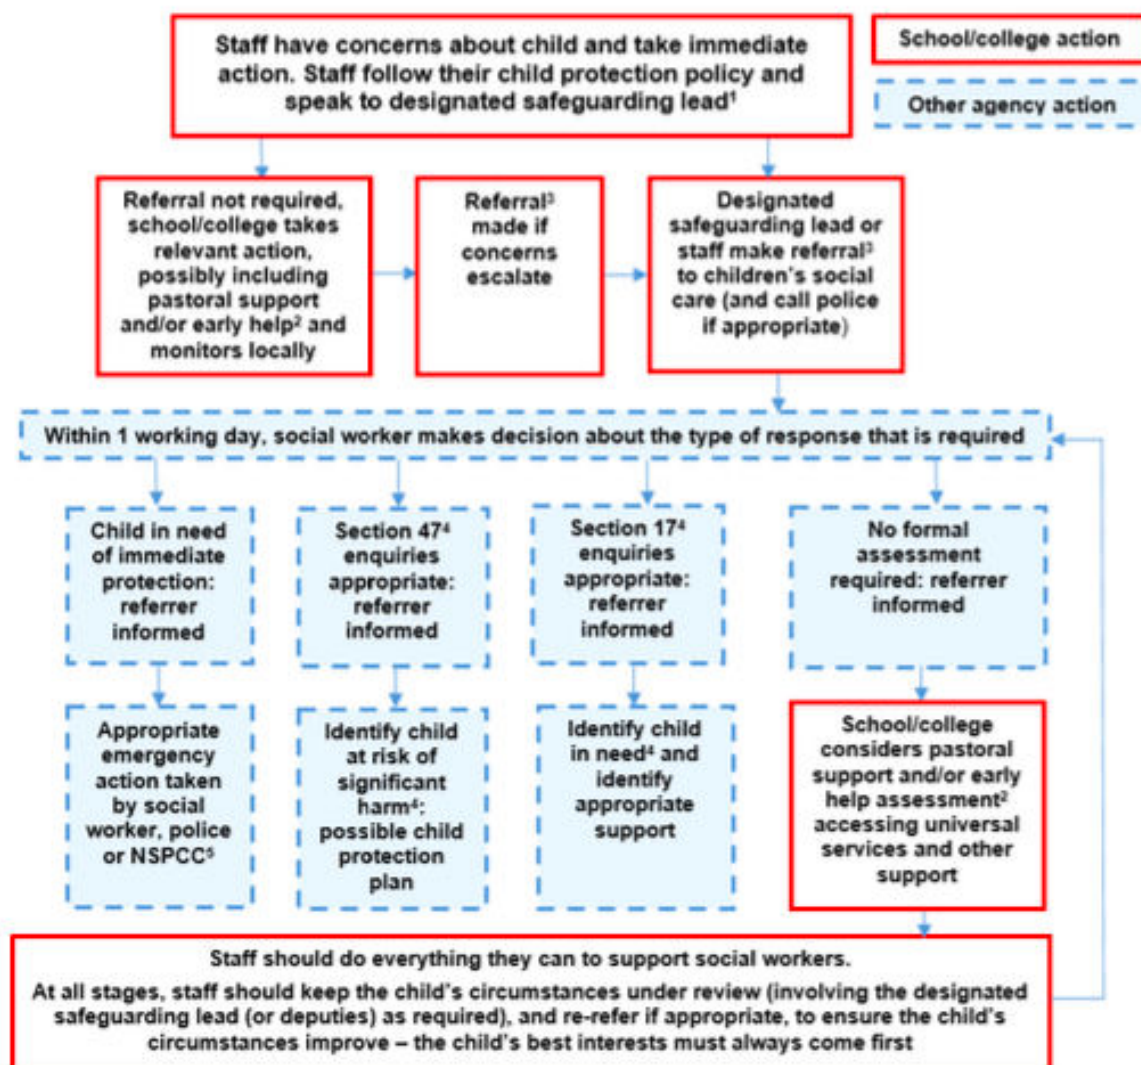 Staff have concerns about child and take immediate
action. Staff follow their child protection policy and
speak to designated safeguarding lead¹
School/college action
Other agency action
Referral not required,
school/college takes
relevant action,
possibly including
pastoral support
and/or early help² and
monitors locally
Referral³
made if
concerns
escalate
Designated
safeguarding lead or
staff make referral³
to children's social
care (and call police
if appropriate)
Within 1 working day, social worker makes decision about the type of response that is required
Child in need
of immediate
protection:
referrer
informed
Section 47⁴
enquiries
appropriate:
referrer
informed
Section 17⁴
enquiries
appropriate:
referrer
informed
No formal
assessment
required: referrer
informed
Appropriate
emergency
action taken
by social
worker, police
or NSPCC⁵
Identify child
at risk of
significant
harm⁴:
possible child
protection
plan
Identify child
in need⁴ and
identify
appropriate
support
School/college
considers pastoral
support and/or early
help assessment²
accessing universal
services and other
support
Staff should do everything they can to support social workers.
At all stages, staff should keep the child's circumstances under review (involving the designated
safeguarding lead (or deputies) as required), and re-refer if appropriate, to ensure the child's
circumstances improve – the child's best interests must always come first